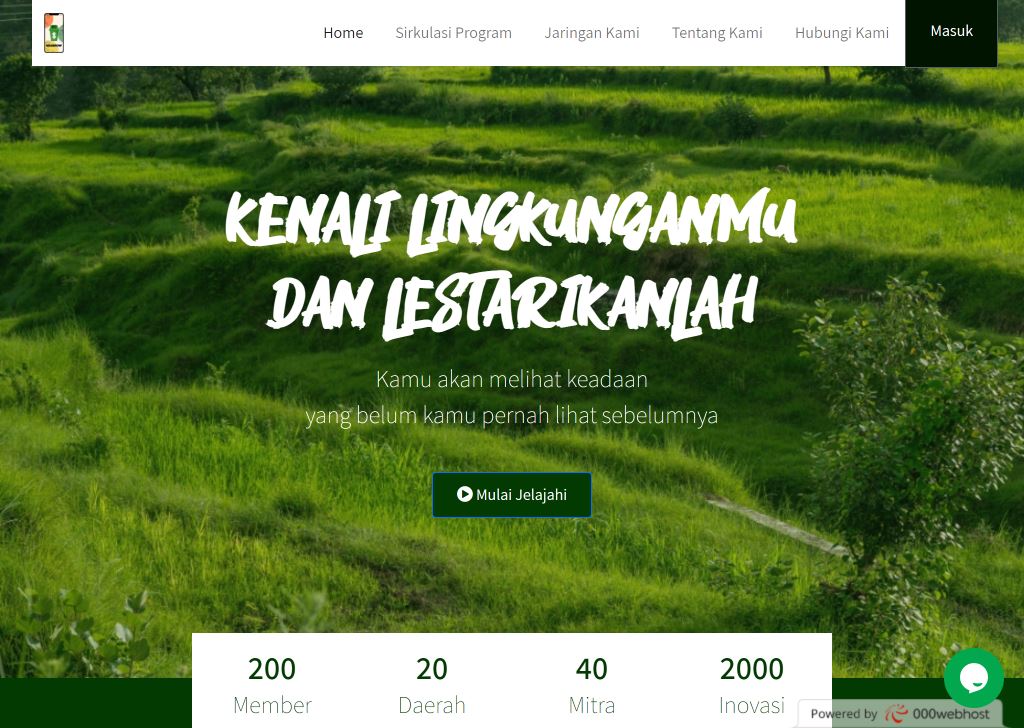 Home Sirkulasi Program Jaringan Kami Tentang Kami Hubungi Kami Masuk
KENALI LINGKUNGANMU
DAN LESTARIKANLAH
Kamu akan melihat keadaan
yang belum kamu pernah lihat sebelumnya
Mulai Jelajahi
200 20 40 2000
Member Daerah Mitra Inovasi
Powered by 000webhost